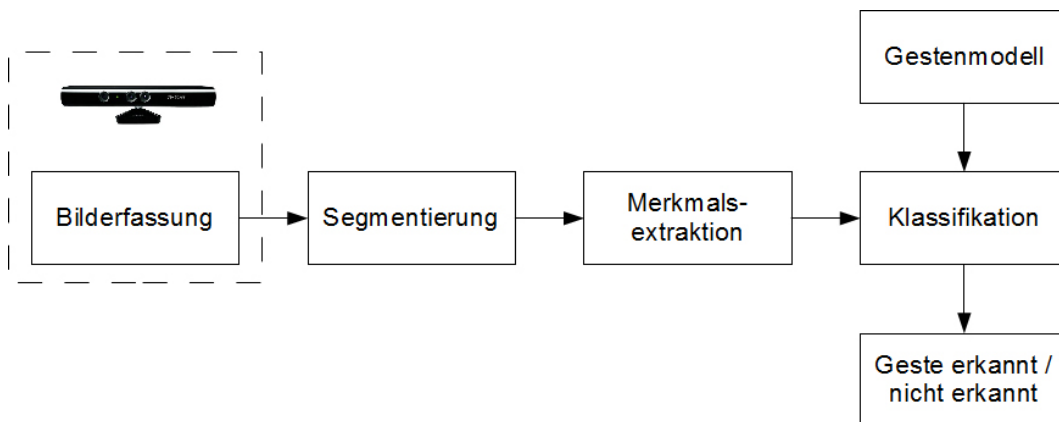 Gestenmodell
Bilderfassung
Segmentierung
Merkmals-
extraktion
Klassifikation
Geste erkannt /
nicht erkannt